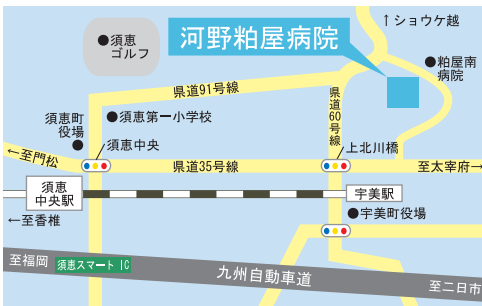 ↑ショウケ越
須恵
ゴルフ
河野粕屋病院
粕屋南
病院
県道91号線
県道60号線
須恵町
役場
須恵第一小学校
須恵中央
上北川橋
←至門松
県道35号線
至太宰府→
須恵
中央駅
宇美駅
←至香椎
宇美町役場
至福岡
須恵スマートIC
九州自動車道
至二日市